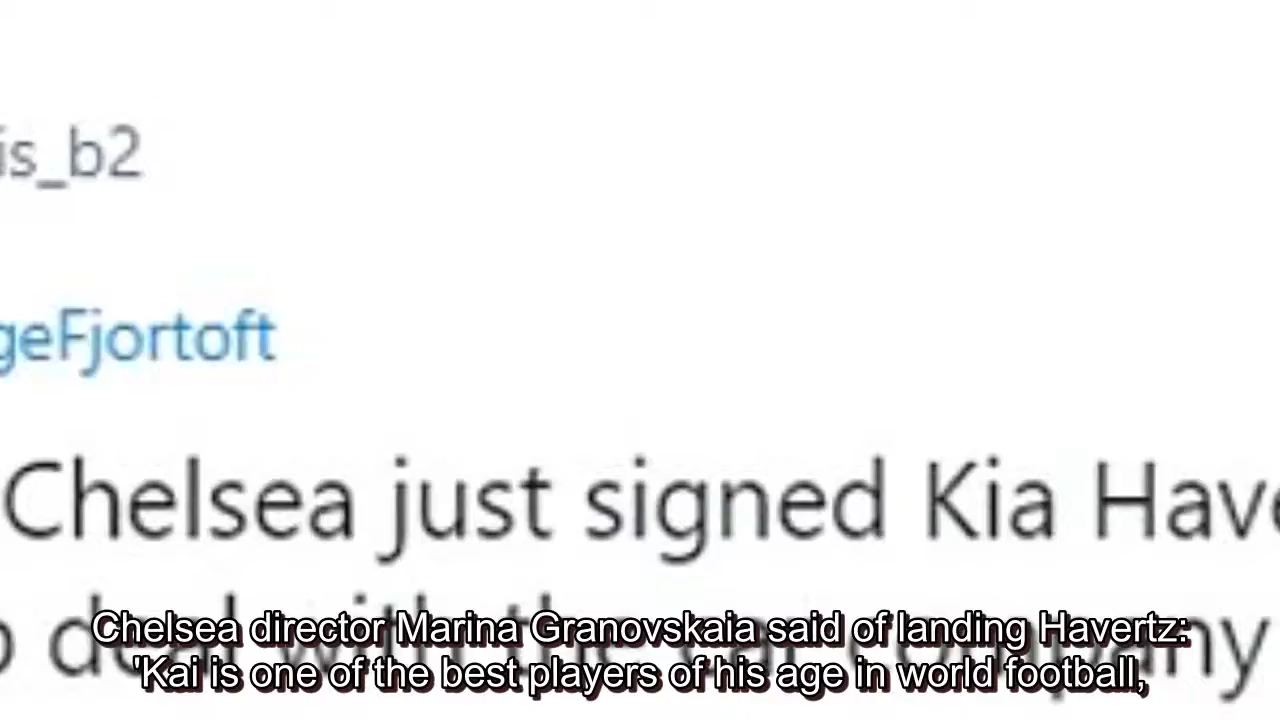 is_b2
geFjortoft
Chelsea just signed Kia Have
Chelsea director Marina Granovskaia said of landing Havertz:
'Kai is one of the best players of his age in world football,